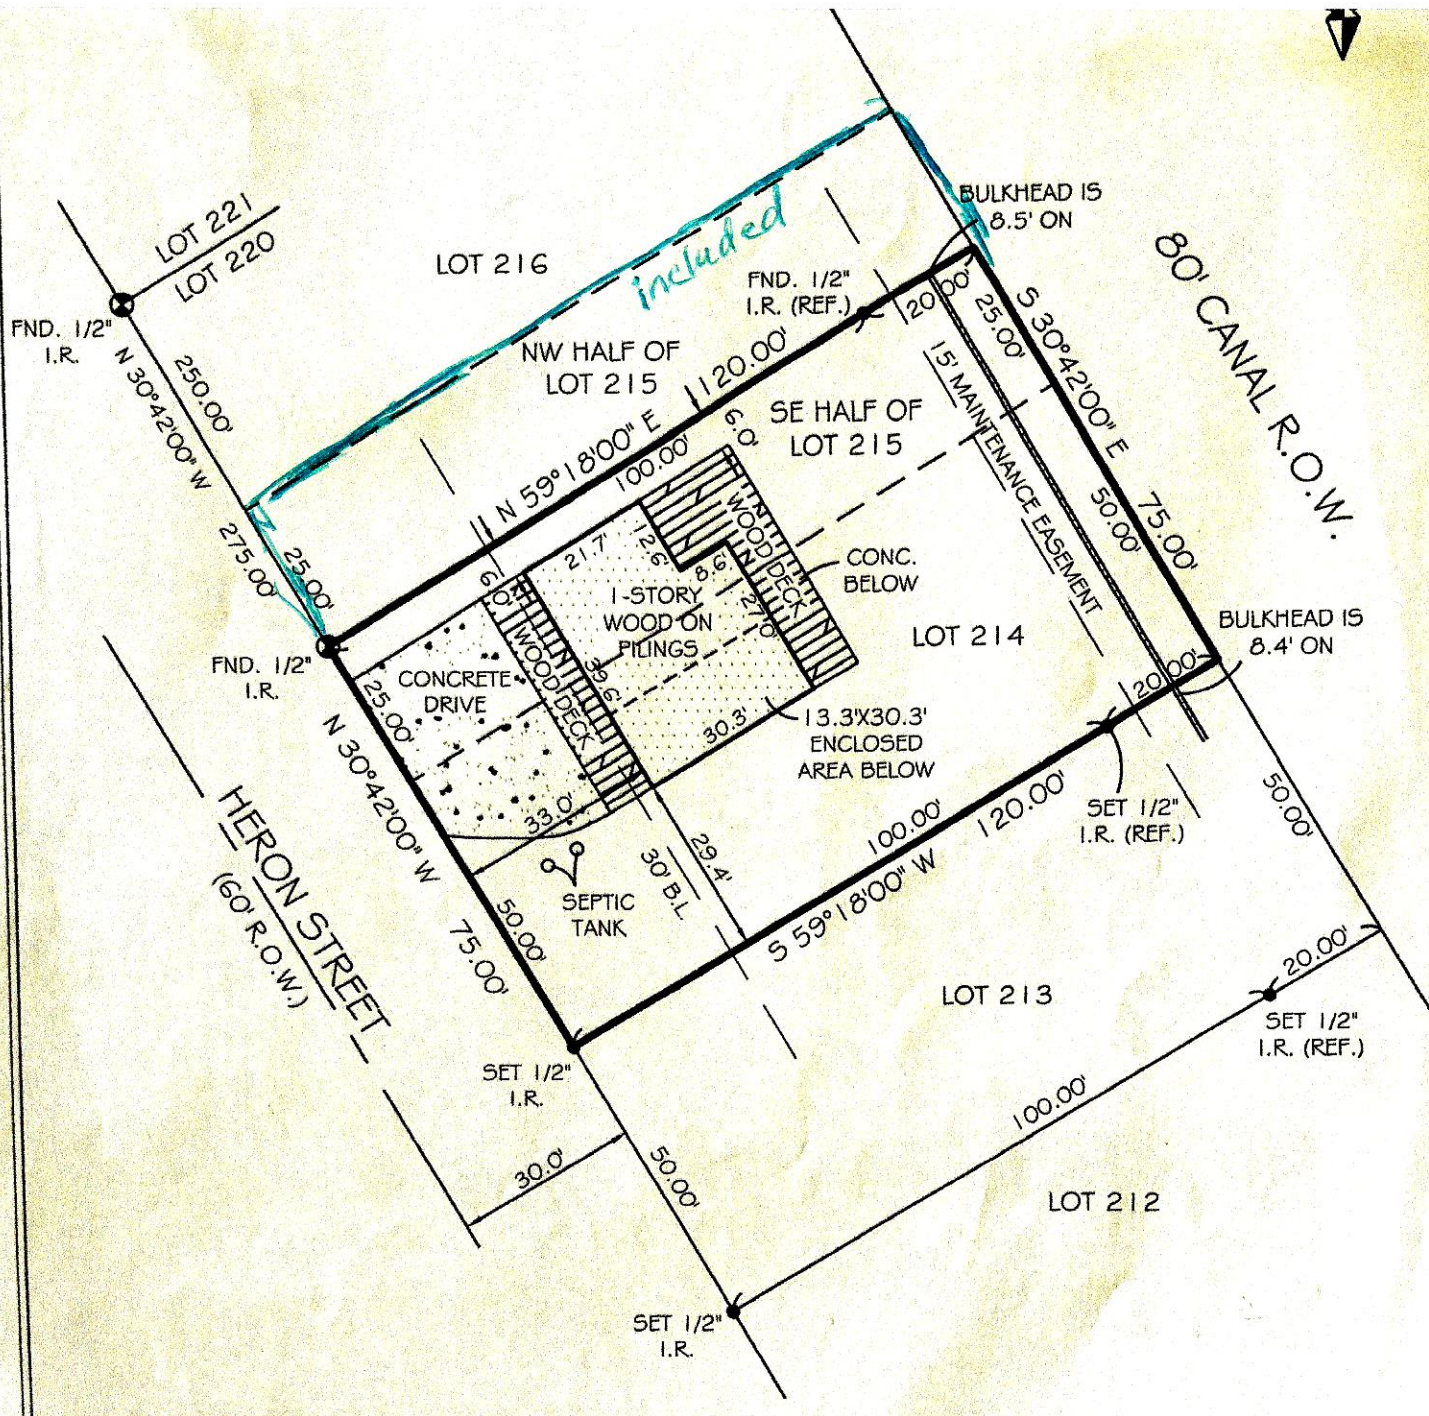 LOT 221
LOT 220
FND. 1/2"
I.R.
N 30°42'00" W
250.00'
275.00'
25.00'
LOT 216
included
NW HALF OF
LOT 215
FND. 1/2"
I.R. (REF.)
BULKHEAD IS
8.5' ON
80' CANAL R.O.W.
20.00'
N 59°18'00" E
120.00'
100.00'
6.0'
SE HALF OF
LOT 215
25.00'
S 30°42'00" E
75.00'
50.00'
15' MAINTENANCE EASEMENT
FND. 1/2"
I.R.
6.0'
21.7'
12.6'
8.6'
27.0'
39.6'
30.3'
WOOD DECK
WOOD DECK
1-STORY
WOOD ON
PILINGS
CONC.
BELOW
CONCRETE
DRIVE
LOT 214
BULKHEAD IS
8.4' ON
20.00'
13.3'X30.3'
ENCLOSED
AREA BELOW
25.00'
N 30°42'00" W
75.00'
50.00'
33.0'
29.4'
30' B.L.
SEPTIC
TANK
100.00'
S 59°18'00" W
120.00'
SET 1/2"
I.R. (REF.)
50.00'
HERON STREET
(60' R.O.W.)
SET 1/2"
I.R.
LOT 213
20.00'
SET 1/2"
I.R. (REF.)
30.0'
50.00'
100.00'
LOT 212
SET 1/2"
I.R.